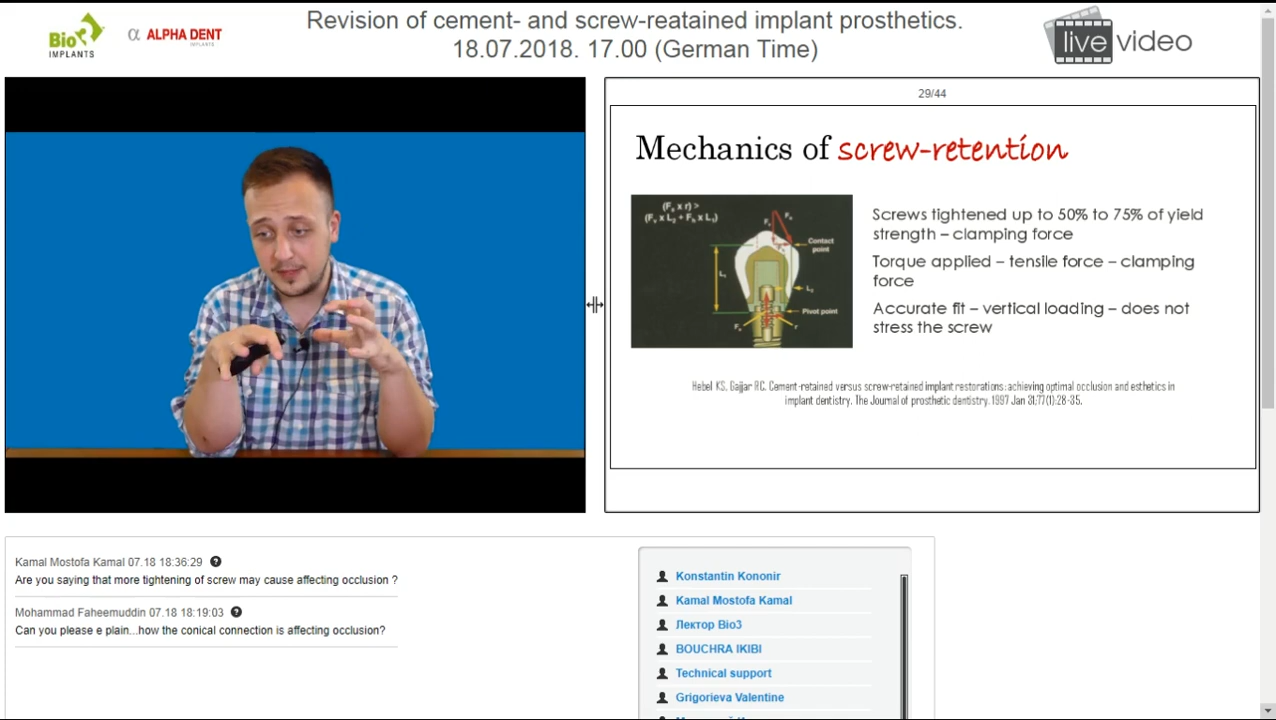 Bio3
IMPLANTS
α ALPHA DENT
IMPLANTS
Revision of cement- and screw-reatained implant prosthetics.
18.07.2018. 17.00 (German Time)
live video
29/44
Mechanics of screw-retention
Contact
point
Pivot point
Screws tightened up to 50% to 75% of yield
strength – clamping force
Torque applied – tensile force – clamping
force
Accurate fit – vertical loading – does not
stress the screw
Hebel KS, Gajjar RC. Cement-retained versus screw-retained implant restorations: achieving optimal occlusion and esthetics in
implant dentistry. The Journal of prosthetic dentistry. 1997 Jan 31;77(1):28-35.
Kamal Mostofa Kamal 07.18 18:36:29
Are you saying that more tightening of screw may cause affecting occlusion ?
Mohammad Faheemuddin 07.18 18:19:03
Can you please e plain...how the conical connection is affecting occlusion?
Konstantin Kononir
Kamal Mostofa Kamal
Лектор Bio3
BOUCHRA IKIBI
Technical support
Grigorieva Valentine